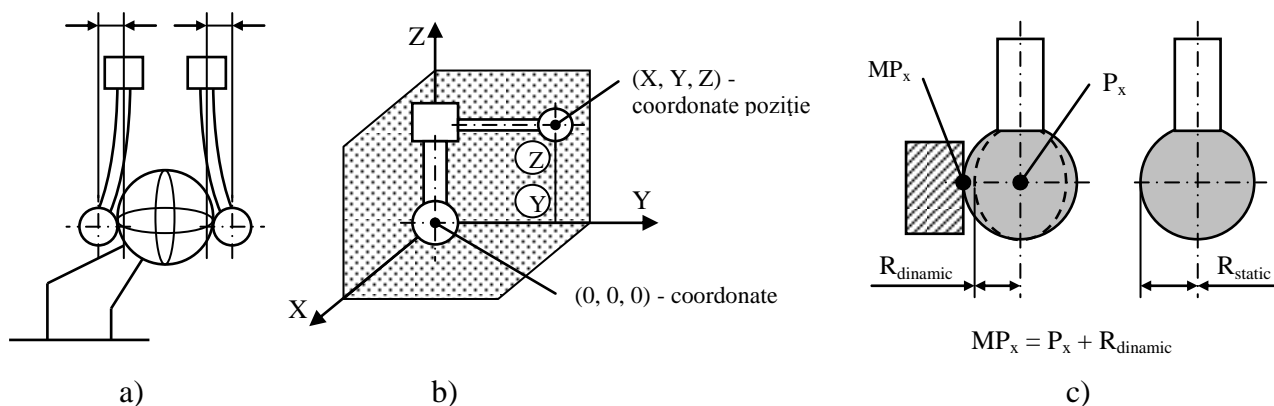 Z
(X, Y, Z) -
coordonate poziție
Z
Y
Y
X
(0, 0, 0) - coordonate
MPx
Px
Rdinamic
Rstatic
MPx = Px + Rdinamic
a)
b)
c)